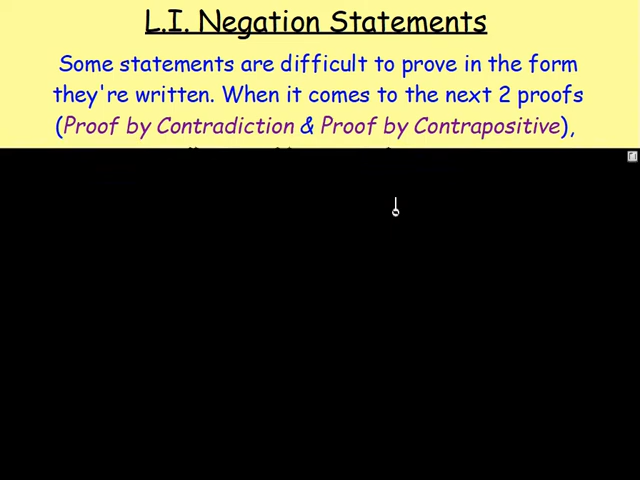 L.I. Negation Statements
Some statements are difficult to prove in the form
they're written. When it comes to the next 2 proofs
(Proof by Contradiction & Proof by Contrapositive),